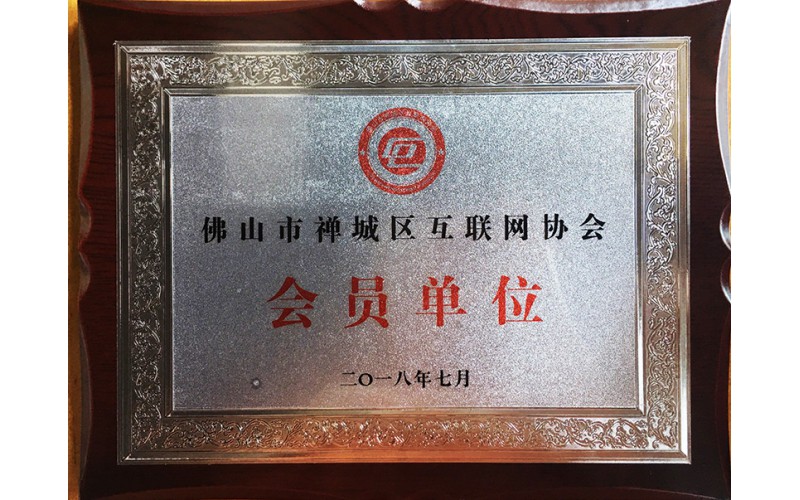 佛山市禅城区互联网协会
会员单位
二〇一八年七月